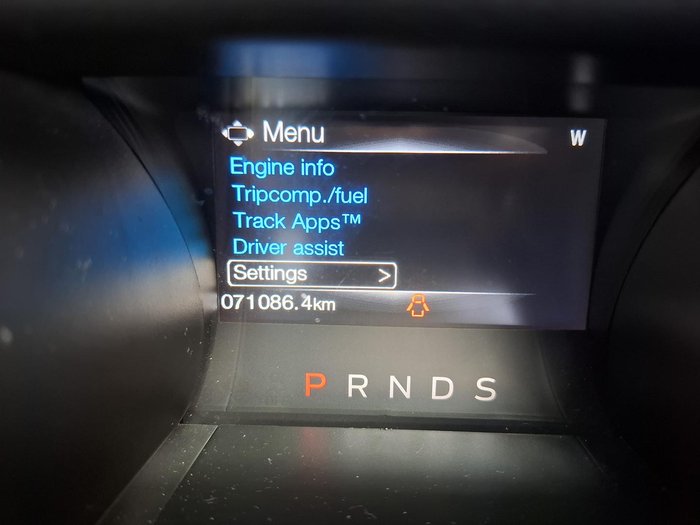 Menu W
Engine info
Tripcomp./fuel
Track Apps™
Driver assist
Settings >
071086.4km
P R N D S